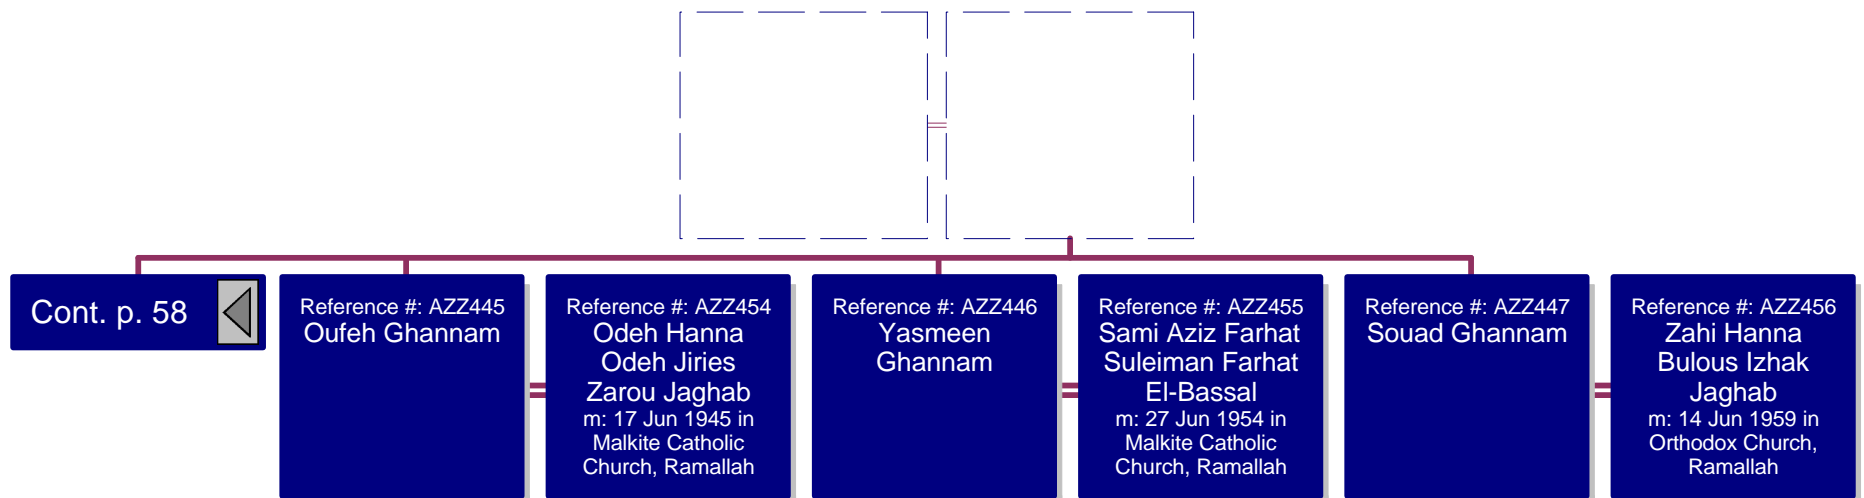 Cont. p. 58
Reference #: AZZ445
Oufeh Ghannam
Reference #: AZZ454
Odeh Hanna
Odeh Jiries
Zarou Jaghab
m: 17 Jun 1945 in
Malkite Catholic
Church, Ramallah
Reference #: AZZ446
Yasmeen
Ghannam
Reference #: AZZ455
Sami Aziz Farhat
Suleiman Farhat
El-Bassal
m: 27 Jun 1954 in
Malkite Catholic
Church, Ramallah
Reference #: AZZ447
Souad Ghannam
Reference #: AZZ456
Zahi Hanna
Bulous Izhak
Jaghab
m: 14 Jun 1959 in
Orthodox Church,
Ramallah